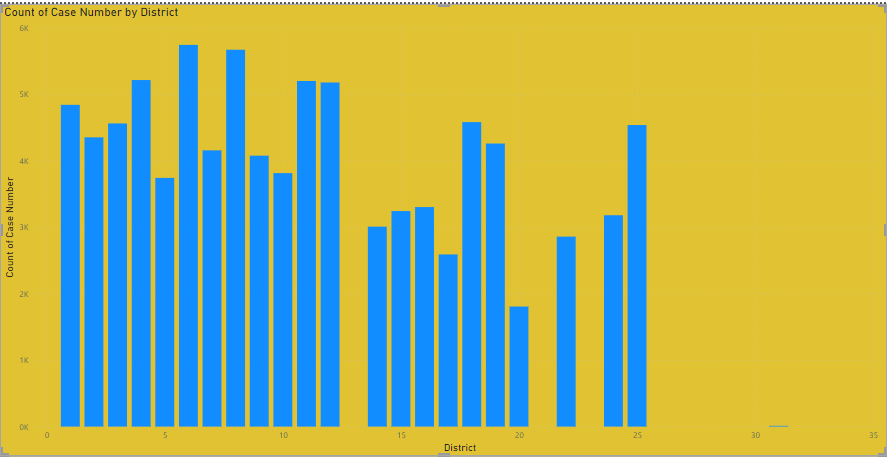 Count of Case Number by District
6K
5K
4K
3K
2K
1K
0K
Count of Case Number
0 5 10 15 20 25 30 35
District